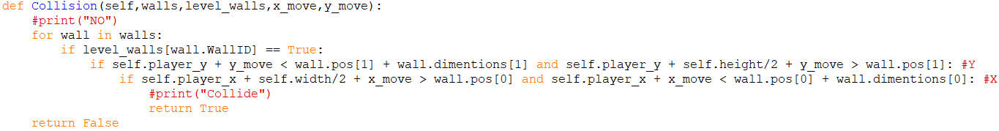 def Collision(self,walls,level_walls,x_move,y_move):
    #print("NO")
    for wall in walls:
        if level_walls[wall.WallID] == True:
            if self.player_y + y_move < wall.pos[1] + wall.dimentions[1] and self.player_y + self.height/2 + y_move > wall.pos[1]: #Y
                if self.player_x + self.width/2 + x_move > wall.pos[0] and self.player_x + x_move < wall.pos[0] + wall.dimentions[0]: #X
                    #print("Collide")
                    return True
    return False